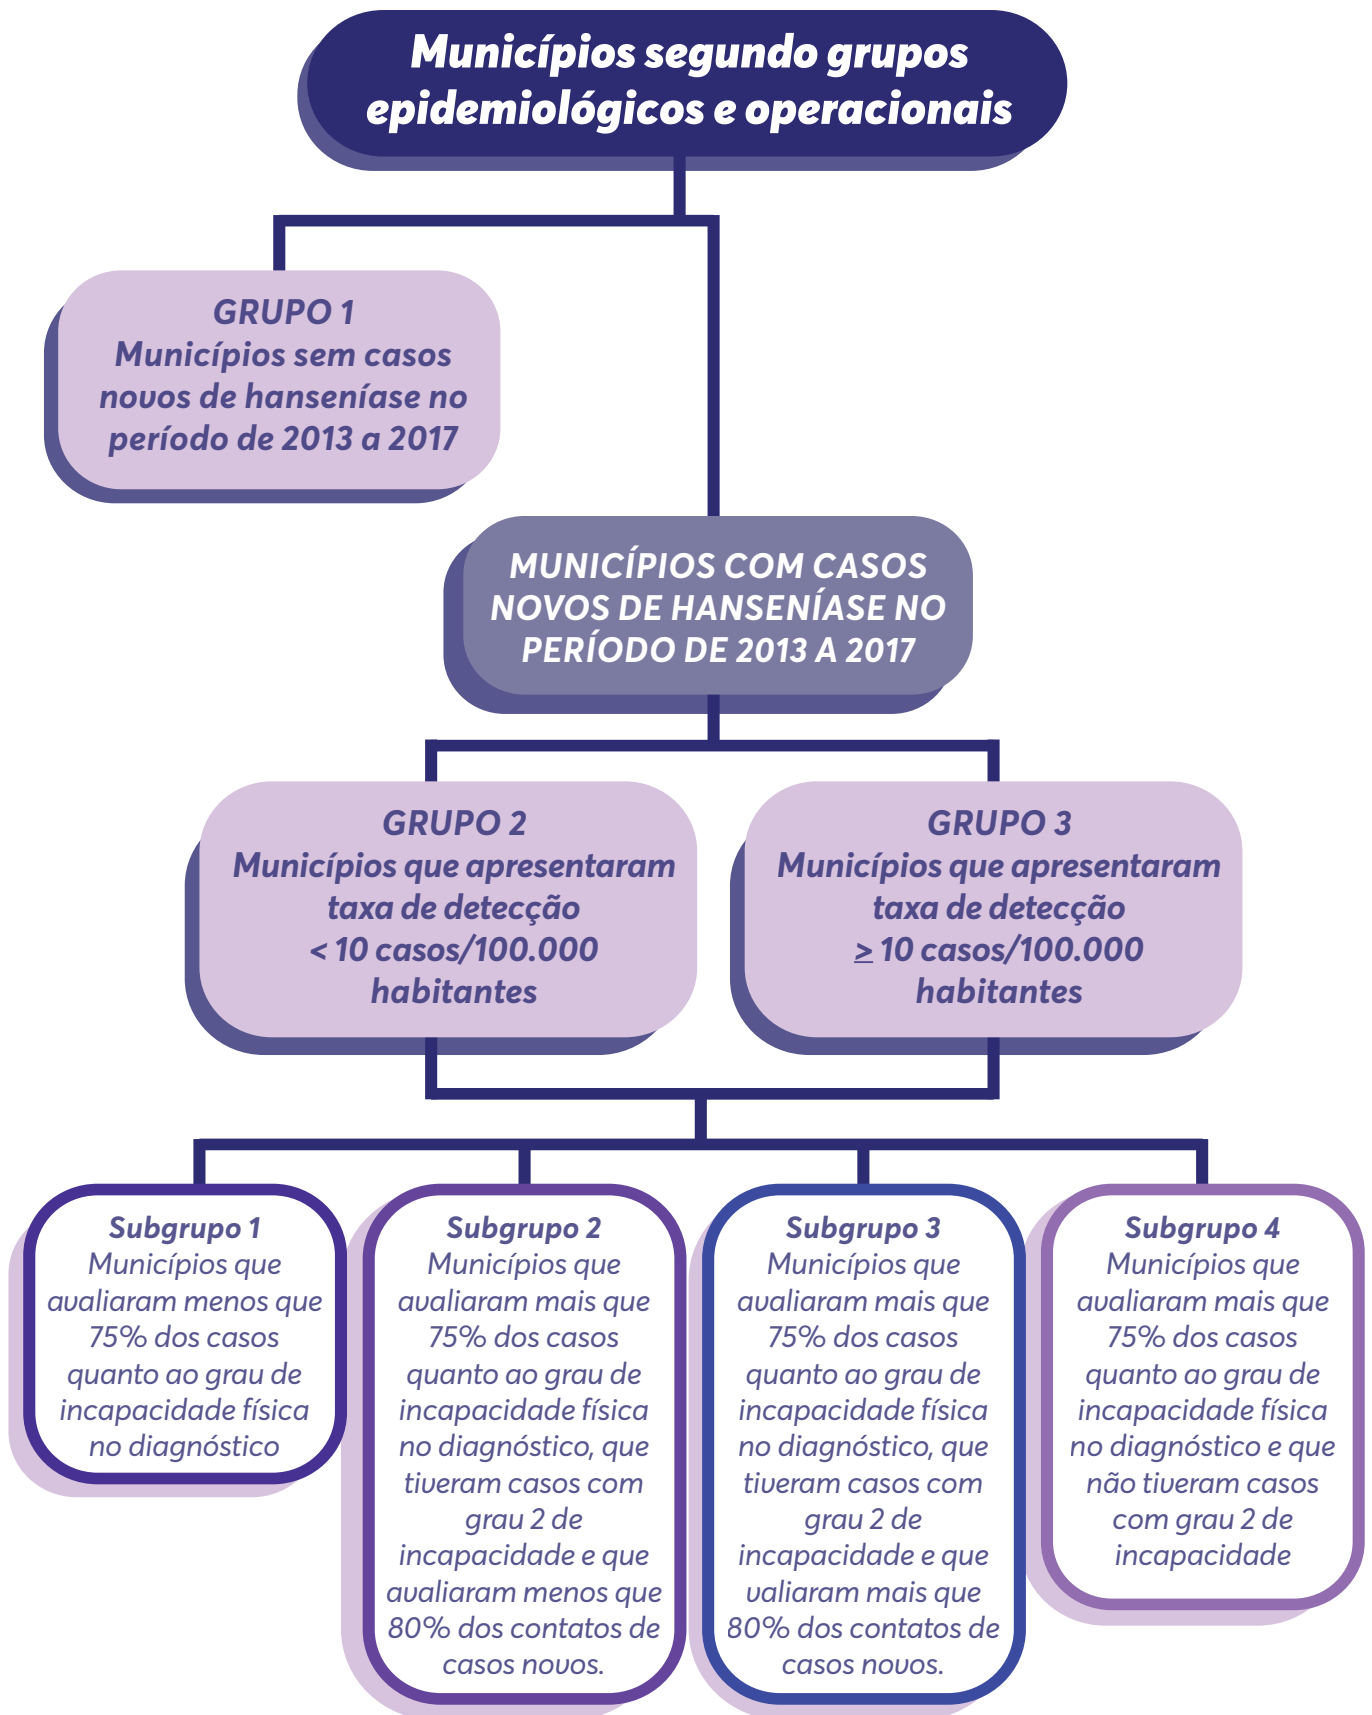 Municípios segundo grupos
epidemiológicos e operacionais
GRUPO 1
Municípios sem casos
novos de hanseníase no
período de 2013 a 2017
MUNICÍPIOS COM CASOS
NOVOS DE HANSENÍASE NO
PERÍODO DE 2013 A 2017
GRUPO 2
Municípios que apresentaram
taxa de detecção
< 10 casos/100.000
habitantes
GRUPO 3
Municípios que apresentaram
taxa de detecção
≥ 10 casos/100.000
habitantes
Subgrupo 1
Municípios que
avaliaram menos que
75% dos casos
quanto ao grau de
incapacidade física
no diagnóstico
Subgrupo 2
Municípios que
avaliaram mais que
75% dos casos
quanto ao grau de
incapacidade física
no diagnóstico, que
tiveram casos com
grau 2 de
incapacidade e que
avaliaram menos que
80% dos contatos de
casos novos.
Subgrupo 3
Municípios que
avaliaram mais que
75% dos casos
quanto ao grau de
incapacidade física
no diagnóstico, que
tiveram casos com
grau 2 de
incapacidade e que
valiaram mais que
80% dos contatos de
casos novos.
Subgrupo 4
Municípios que
avaliaram mais que
75% dos casos
quanto ao grau de
incapacidade física
no diagnóstico e que
não tiveram casos
com grau 2 de
incapacidade